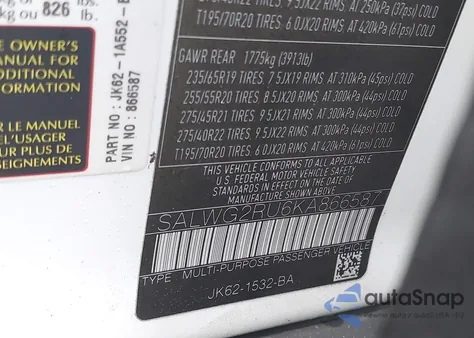 kg ou 826 lb.
lbs.
E OWNER'S
MANUAL FOR
ADDITIONAL
FORMATION
R LE MANUEL
L'USAGER
US AMPLES
SEIGNEMENTS
PART NO : JK62-1A552-B
VIN NO : 866587
T195/70R20 TIRES, 6.0JX20 RIMS, AT 420kPa (61psi) COLD
GAWR REAR 1775kg (3913lb)
235/65R19 TIRES, 7.5JX19 RIMS, AT 310kPa (45psi) COLD
255/55R20 TIRES, 8.5JX20 RIMS, AT 300kPa (44psi) COLD
275/45R21 TIRES, 9.5JX21 RIMS, AT 300kPa (44psi) COLD
275/40R22 TIRES, 9.5JX22 RIMS, AT 300kPa (44psi) COLD
T195/70R20 TIRES, 6.0JX20 RIMS, AT 420kPa (61psi) COLD
THIS VEHICLE CONFORMS TO ALL APPLICABLE
U.S. FEDERAL MOTOR VEHICLE SAFETY
STANDARDS IN EFFECT ON THE DATE OF
MANUFACTURE SHOWN ABOVE
SALWG2RU6KA866587
TYPE: MULTI-PURPOSE PASSENGER VEHICLE
JK62-1532-BA
autoSnap